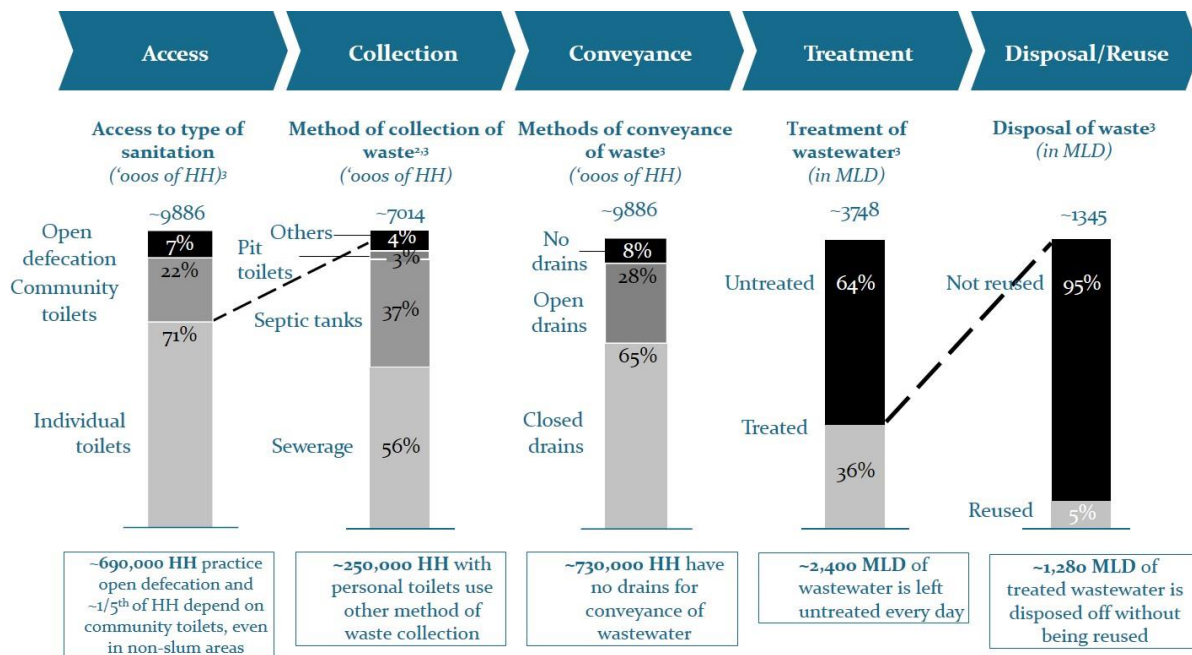 Access
Collection
Conveyance
Treatment
Disposal/Reuse
Access to type of
sanitation
('000s of HH)³
~9886
Open
defecation
Community
toilets
Individual
toilets
7%
22%
71%
Method of collection of
waste²,³
('000s of HH)
~7014
Others
Pit
toilets
Septic tanks
Sewerage
4%
3%
37%
56%
Methods of conveyance
of waste³
('000s of HH)
~9886
No
drains
Open
drains
Closed
drains
8%
28%
65%
Treatment of
wastewater³
(in MLD)
~3748
Untreated
Treated
64%
36%
Disposal of waste³
(in MLD)
~1345
Not reused
Reused
95%
5%
~690,000 HH practice
open defecation and
~1/5th of HH depend on
community toilets, even
in non-slum areas
~250,000 HH with
personal toilets use
other method of
waste collection
~730,000 HH have
no drains for
conveyance of
wastewater
~2,400 MLD of
wastewater is left
untreated every day
~1,280 MLD of
treated wastewater is
disposed off without
being reused